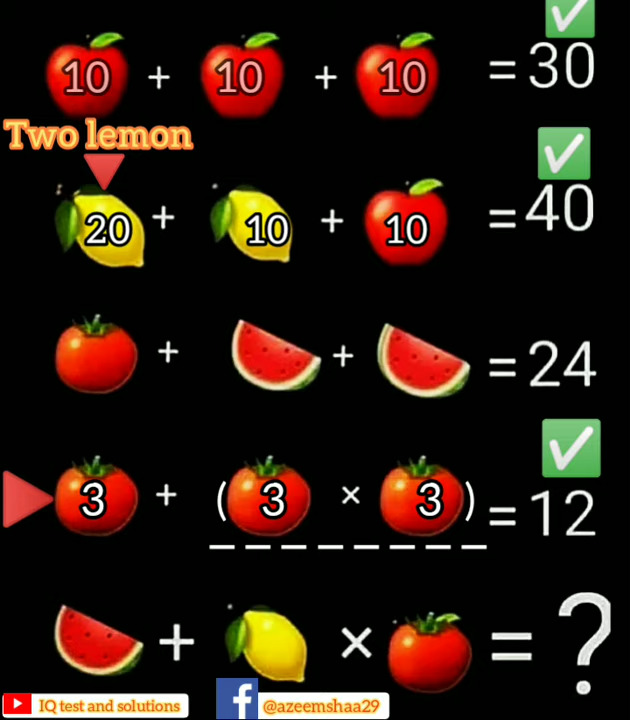 10 + 10 + 10 = 30
Two lemon
20 + 10 + 10 = 40
+ + = 24
3 + ( 3 × 3 ) = 12
+ × = ?
IQ test and solutions
@azeemshaa29